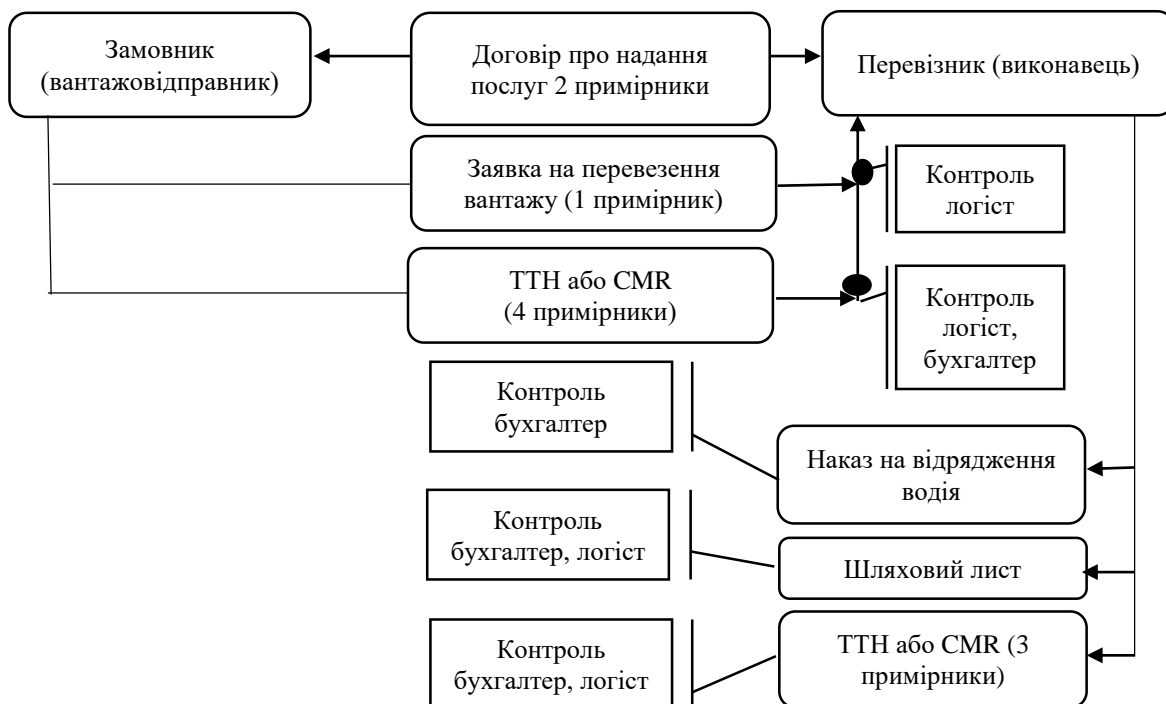 Замовник
(вантажовідправник)
Договір про надання
послуг 2 примірники
Перевізник (виконавець)
Заявка на перевезення
вантажу (1 примірник)
Контроль
логіст
ТТН або CMR
(4 примірники)
Контроль
логіст,
бухгалтер
Контроль
бухгалтер
Наказ на відрядження
водія
Контроль
бухгалтер, логіст
Шляховий лист
Контроль
бухгалтер, логіст
ТТН або CMR (3
примірники)